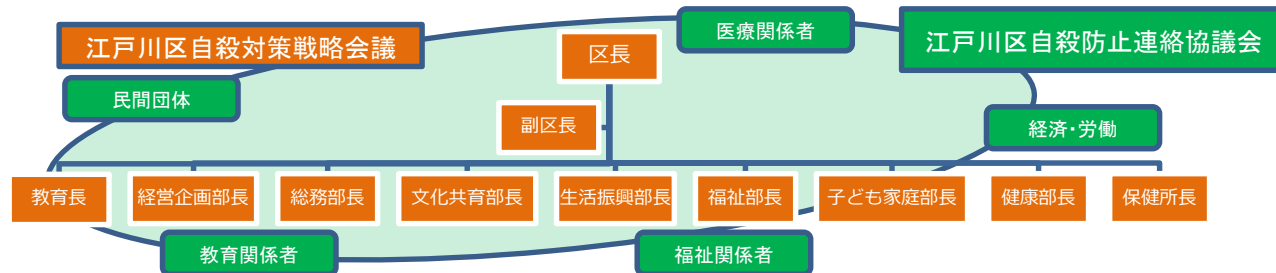 江戸川区自殺対策戦略会議
医療関係者
江戸川区自殺防止連絡協議会
区長
民間団体
副区長
経済・労働
教育長
経営企画部長
総務部長
文化共育部長
生活振興部長
福祉部長
子ども家庭部長
健康部長
保健所長
教育関係者
福祉関係者